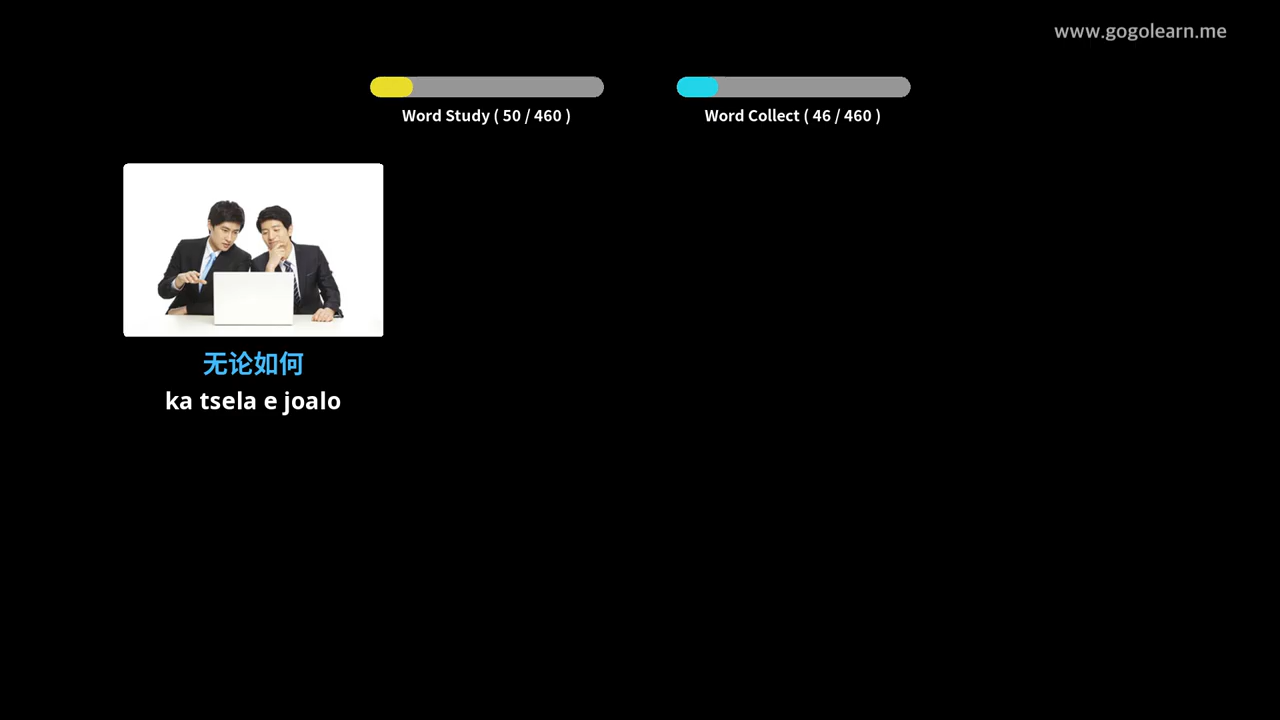 www.gogolearn.me
Word Study ( 50 / 460 )
Word Collect ( 46 / 460 )
无论如何
ka tsela e joalo